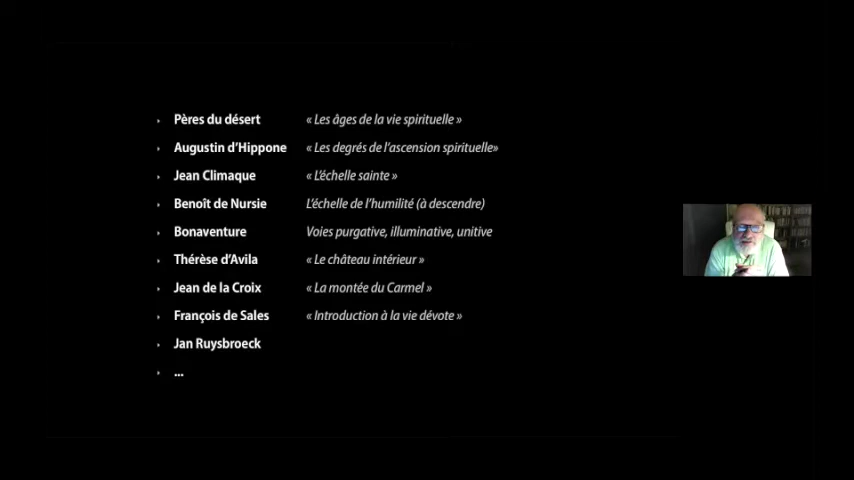 Pères du désert « Les âges de la vie spirituelle »
Augustin d'Hippone « Les degrés de l'ascension spirituelle»
Jean Climaque « L'échelle sainte »
Benoît de Nursie L'échelle de l'humilité (à descendre)
Bonaventure Voies purgative, illuminative, unitive
Thérèse d'Avila « Le château intérieur »
Jean de la Croix « La montée du Carmel »
François de Sales « Introduction à la vie dévote »
Jan Ruysbroeck
...